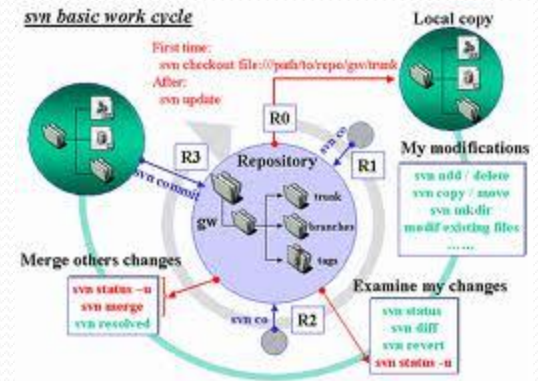 svn basic work cycle
Local copy
First time:
svn checkout file:///path/to/repo/gw/trunk
After:
svn update
R0
svn co
R1
R3
svn commit
Repository
gw
trunk
branches
tags
My modifications
svn add / delete
svn copy / move
svn mkdir
modif existing files
......
Merge others changes
svn status -u
svn merge
svn resolved
svn co
R2
Examine my changes
svn status
svn diff
svn revert
svn status -u